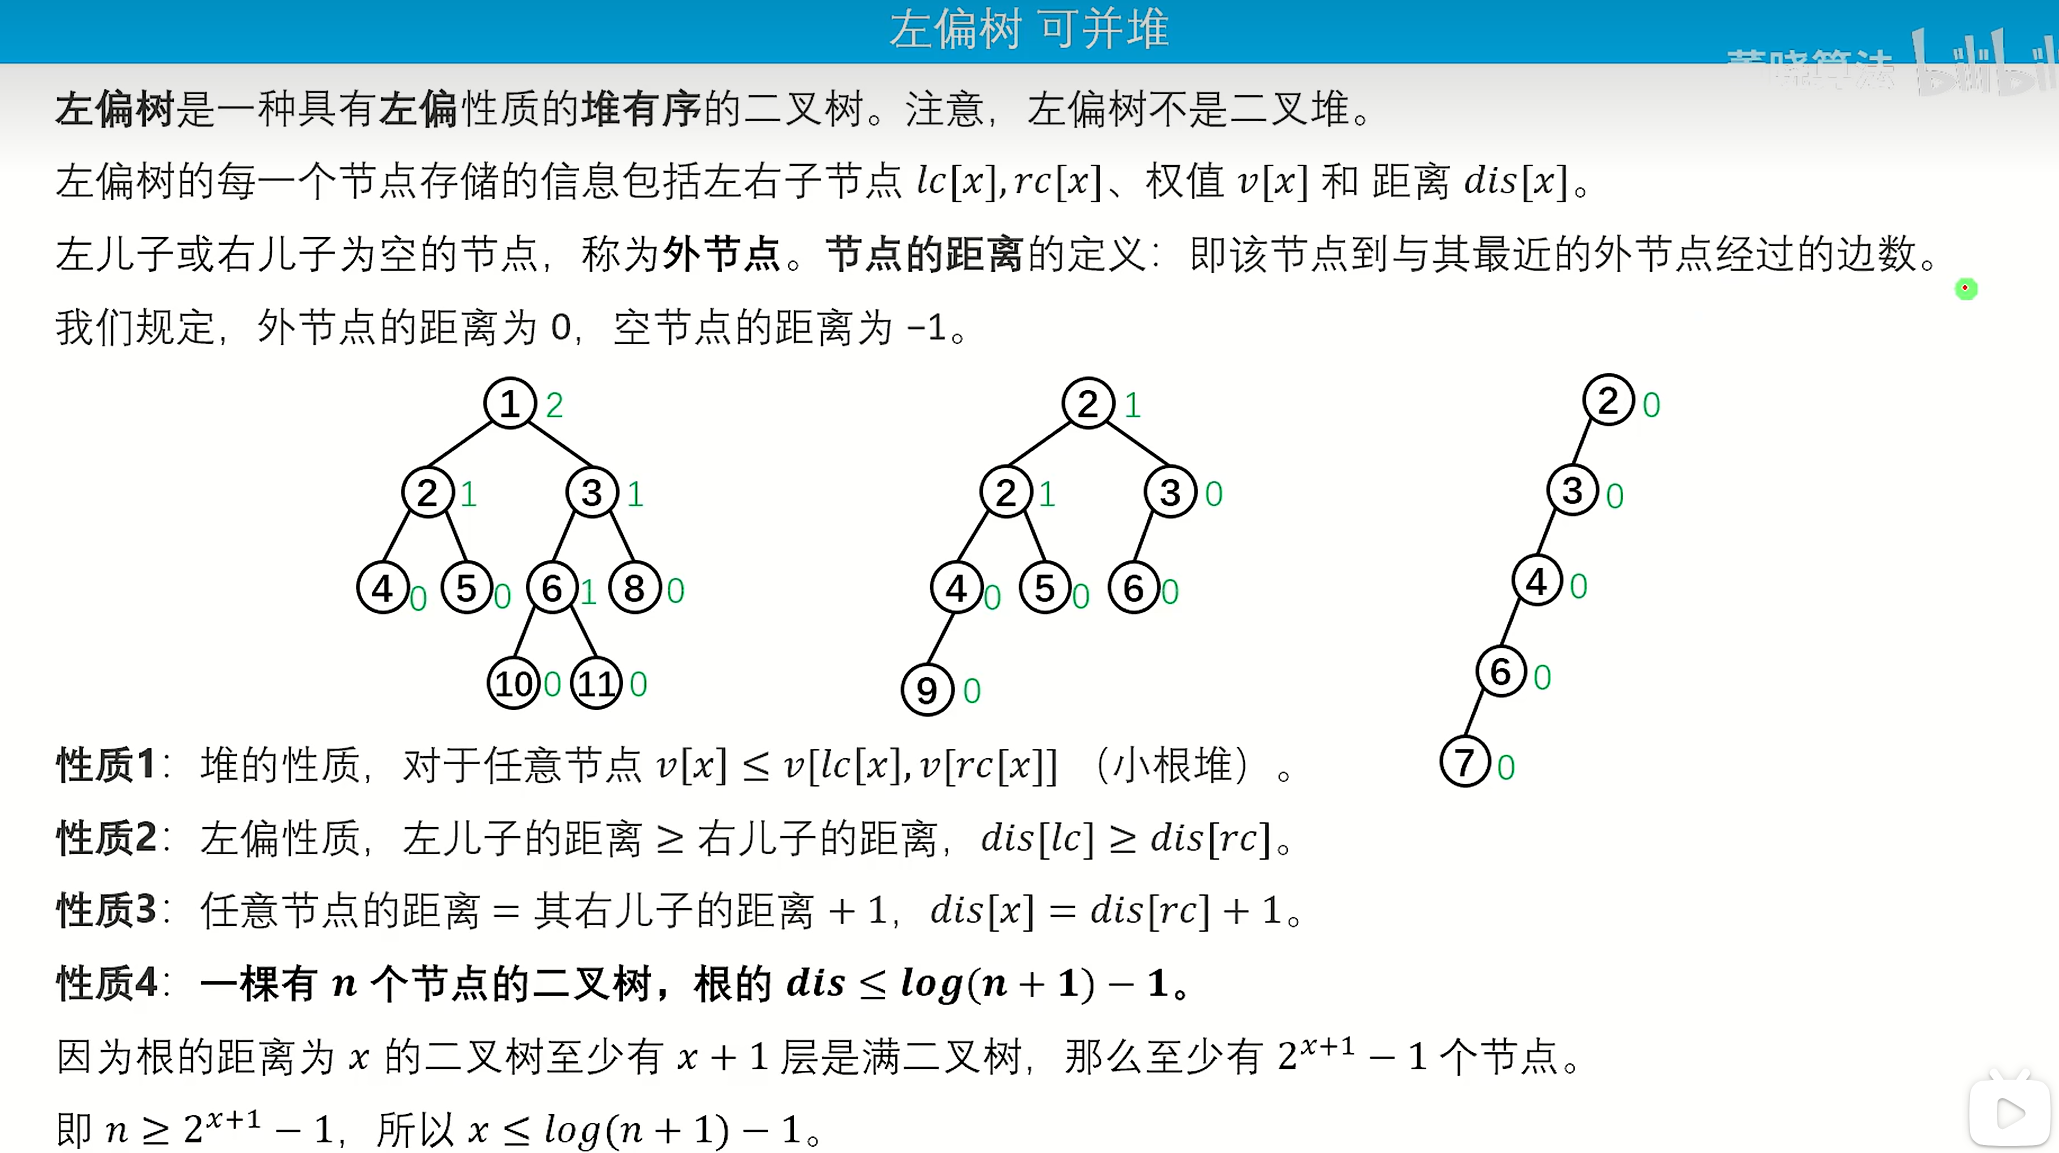 左偏树 可并堆
董晓算法 bilibili
左偏树是一种具有左偏性质的堆有序的二叉树。注意，左偏树不是二叉堆。
左偏树的每一个节点存储的信息包括左右子节点 lc[x], rc[x]、权值 v[x] 和 距离 dis[x]。
左儿子或右儿子为空的节点，称为外节点。节点的距离的定义：即该节点到与其最近的外节点经过的边数。
我们规定，外节点的距离为 0，空节点的距离为 −1。
1 2 2 1 2 0
2 1 3 1 2 1 3 0 3 0
4 0 5 0 6 1 8 0 4 0 5 0 6 0 4 0
10 0 11 0 9 0 6 0
7 0
性质1：堆的性质，对于任意节点 v[x] ≤ v[lc[x], v[rc[x]] （小根堆）。
性质2：左偏性质，左儿子的距离 ≥ 右儿子的距离，dis[lc] ≥ dis[rc]。
性质3：任意节点的距离 = 其右儿子的距离 + 1，dis[x] = dis[rc] + 1。
性质4：一棵有 n 个节点的二叉树，根的 dis ≤ log(n + 1) − 1。
因为根的距离为 x 的二叉树至少有 x + 1 层是满二叉树，那么至少有 2^{x+1} − 1 个节点。
即 n ≥ 2^{x+1} − 1，所以 x ≤ log(n + 1) − 1。